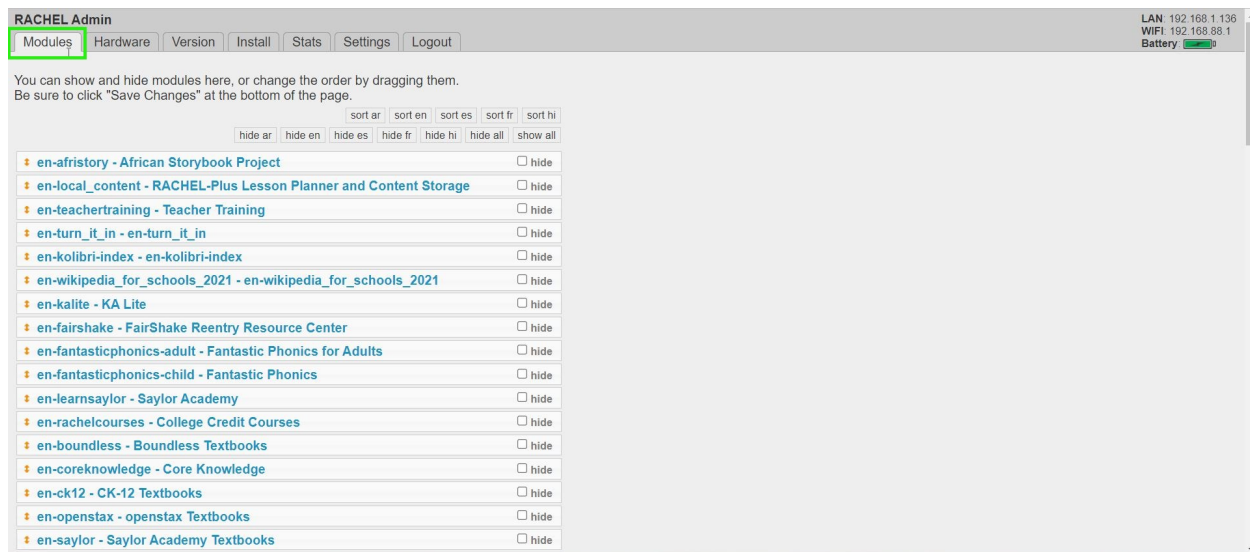 RACHEL Admin
LAN: 192.168.1.136
WIFI: 192.168.88.1
Battery:
Modules Hardware Version Install Stats Settings Logout
You can show and hide modules here, or change the order by dragging them.
Be sure to click "Save Changes" at the bottom of the page.
sort ar sort en sort es sort fr sort hi
hide ar hide en hide es hide fr hide hi hide all show all
en-afristory - African Storybook Project hide
en-local_content - RACHEL-Plus Lesson Planner and Content Storage hide
en-teachertraining - Teacher Training hide
en-turn_it_in - en-turn_it_in hide
en-kolibri-index - en-kolibri-index hide
en-wikipedia_for_schools_2021 - en-wikipedia_for_schools_2021 hide
en-kalite - KA Lite hide
en-fairshake - FairShake Reentry Resource Center hide
en-fantasticphonics-adult - Fantastic Phonics for Adults hide
en-fantasticphonics-child - Fantastic Phonics hide
en-learnsaylor - Saylor Academy hide
en-rachelcourses - College Credit Courses hide
en-boundless - Boundless Textbooks hide
en-coreknowledge - Core Knowledge hide
en-ck12 - CK-12 Textbooks hide
en-openstax - openstax Textbooks hide
en-saylor - Saylor Academy Textbooks hide